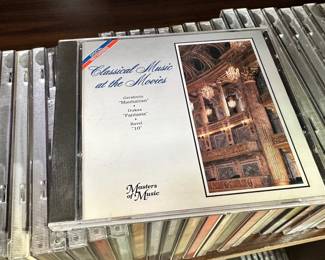 Classical Music
at the Movies
Gershwin
"Manhattan"
•
Dukas
"Fantasia"
•
Ravel
"10"
Masters
of Music